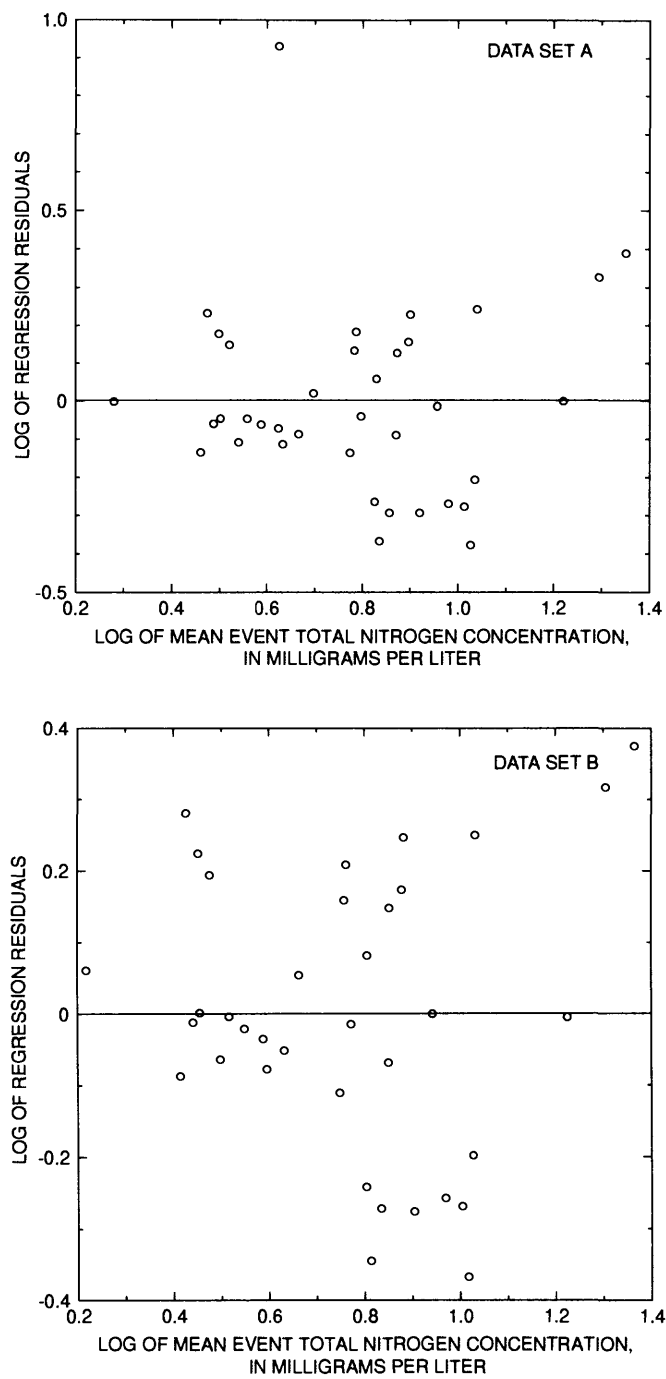 DATA SET A
LOG OF REGRESSION RESIDUALS
1.0
0.5
0
-0.5
0.2 0.4 0.6 0.8 1.0 1.2 1.4
LOG OF MEAN EVENT TOTAL NITROGEN CONCENTRATION,
IN MILLIGRAMS PER LITER
DATA SET B
LOG OF REGRESSION RESIDUALS
0.4
0.2
0
-0.2
-0.4
0.2 0.4 0.6 0.8 1.0 1.2 1.4
LOG OF MEAN EVENT TOTAL NITROGEN CONCENTRATION,
IN MILLIGRAMS PER LITER